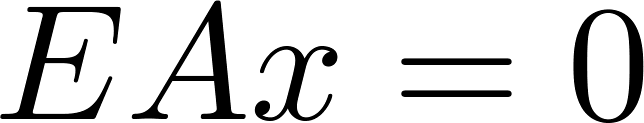 EAx = 0